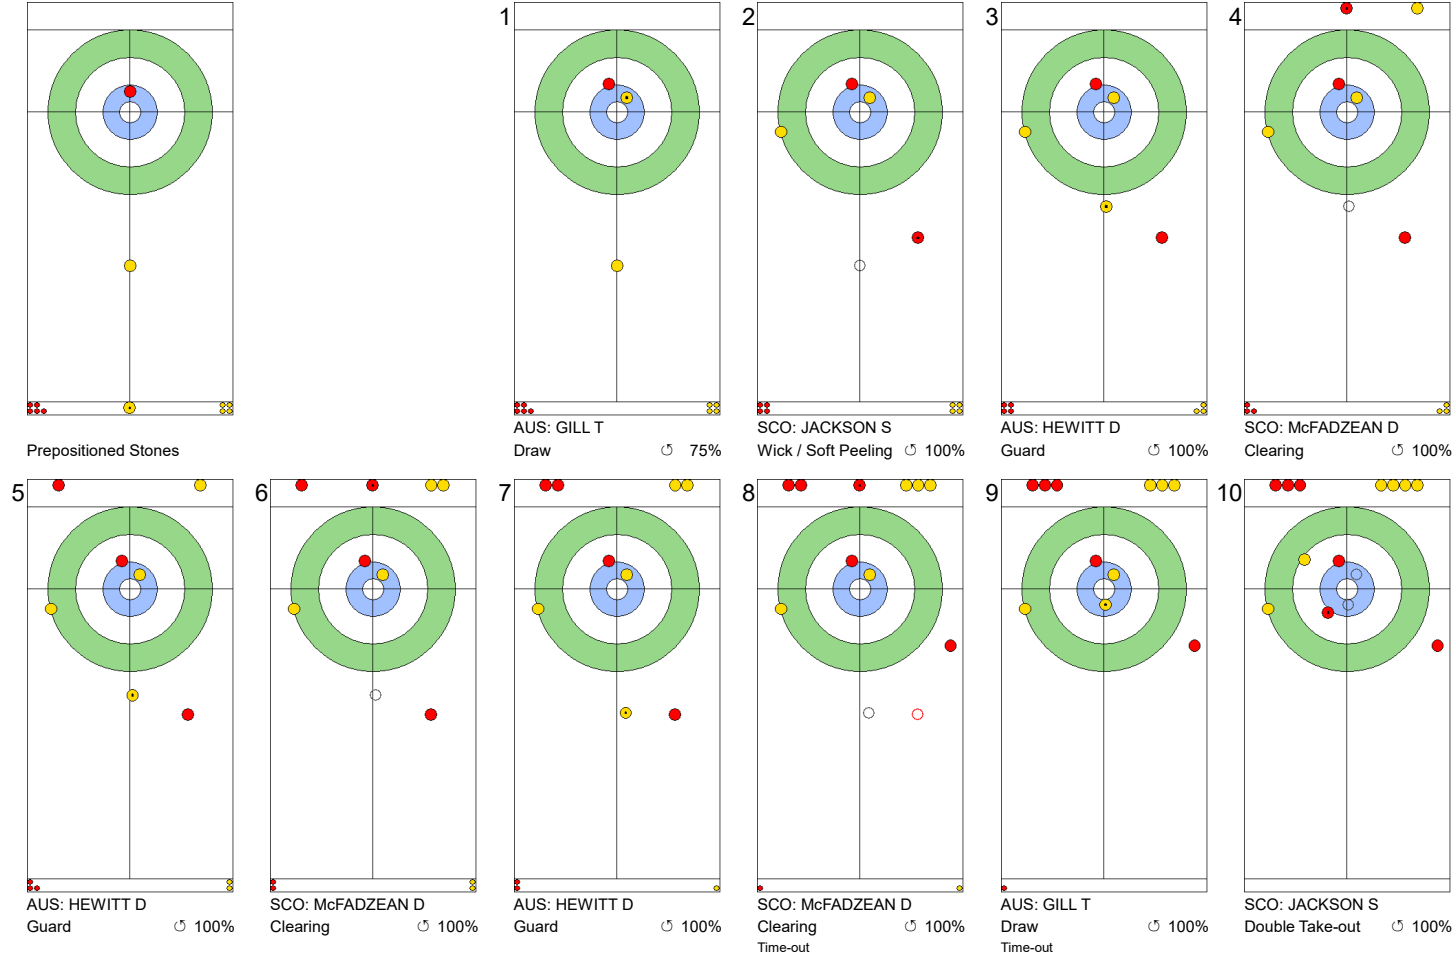 Prepositioned Stones
1
AUS: GILL T
Draw 75%
2
SCO: JACKSON S
Wick / Soft Peeling 100%
3
AUS: HEWITT D
Guard 100%
4
SCO: McFADZEAN D
Clearing 100%
5
AUS: HEWITT D
Guard 100%
6
SCO: McFADZEAN D
Clearing 100%
7
AUS: HEWITT D
Guard 100%
8
SCO: McFADZEAN D
Clearing 100%
Time-out
9
AUS: GILL T
Draw 100%
Time-out
10
SCO: JACKSON S
Double Take-out 100%